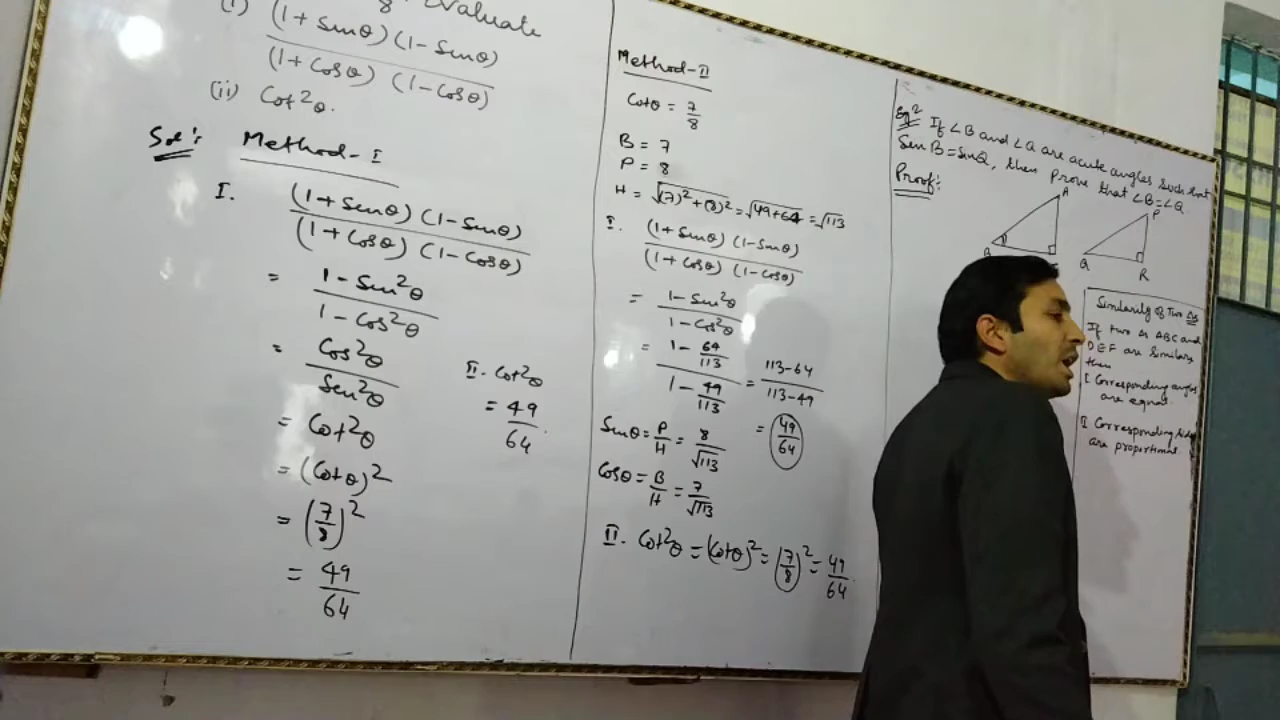 8, Evaluate
(i) (1+Sinθ)(1-Sinθ)
(1+Cosθ) (1-Cosθ)
(ii) Cot²θ.
Solⁿ: Method-I
I. (1+Sinθ)(1-Sinθ)
(1+Cosθ)(1-Cosθ)
= 1-Sin²θ
1-Cos²θ
= Cos²θ
Sin²θ
= Cot²θ
= (Cotθ)²
= (7/8)²
= 49/64
II. Cot²θ
= 49/64.
Method-II
Cotθ = 7/8
B = 7
P = 8
H = √(7)²+(8)² = √49+64 = √113
I. (1+Sinθ)(1-Sinθ)
(1+Cosθ)(1-Cosθ)
= 1-Sin²θ
1-Cos²θ
= 1-64/113
1-49/113
= 113-64
113-49
= 49/64
Sinθ = P/H = 8/√113
Cosθ = B/H = 7/√113
II. Cot²θ = (Cotθ)² = (7/8)² = 49/64.
Eg² If ∠B and ∠Q are acute angles such that
Sin B = SinQ, then prove that ∠B=∠Q
Proof:
A
P
Q R
Similarity of Two Δs
If two Δs ABC and
DEF are similar,
then
I Corresponding angles
are equal.
II Corresponding sides
are proportional.